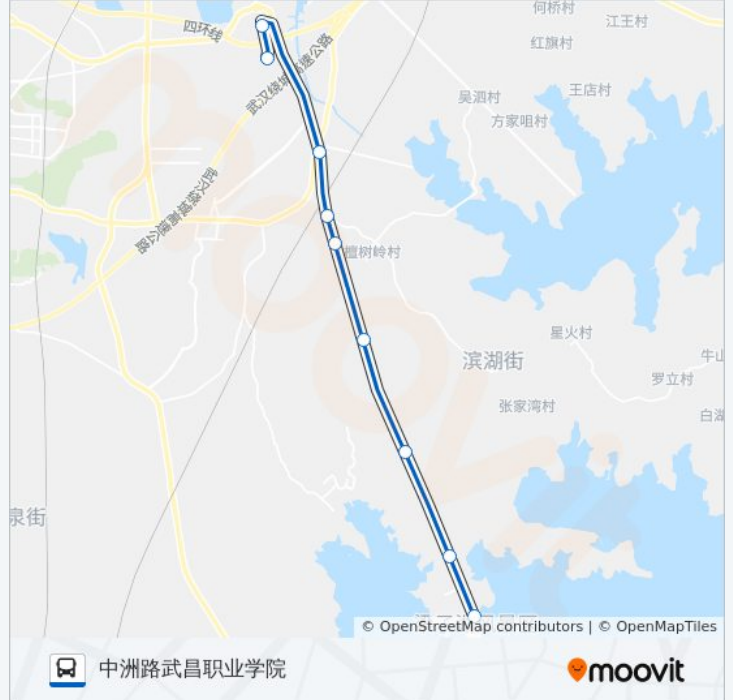 何桥村
江王村
四环线
红旗村
武汉绕城高速公路
王店村
吴泗村
方家咀村
武汉绕城高速公路
檀树岭村
星火村
滨湖街
牛山
罗立村
张家湾村
白湖
泉街
© OpenStreetMap contributors | © OpenMapTiles
中洲路武昌职业学院
moovit